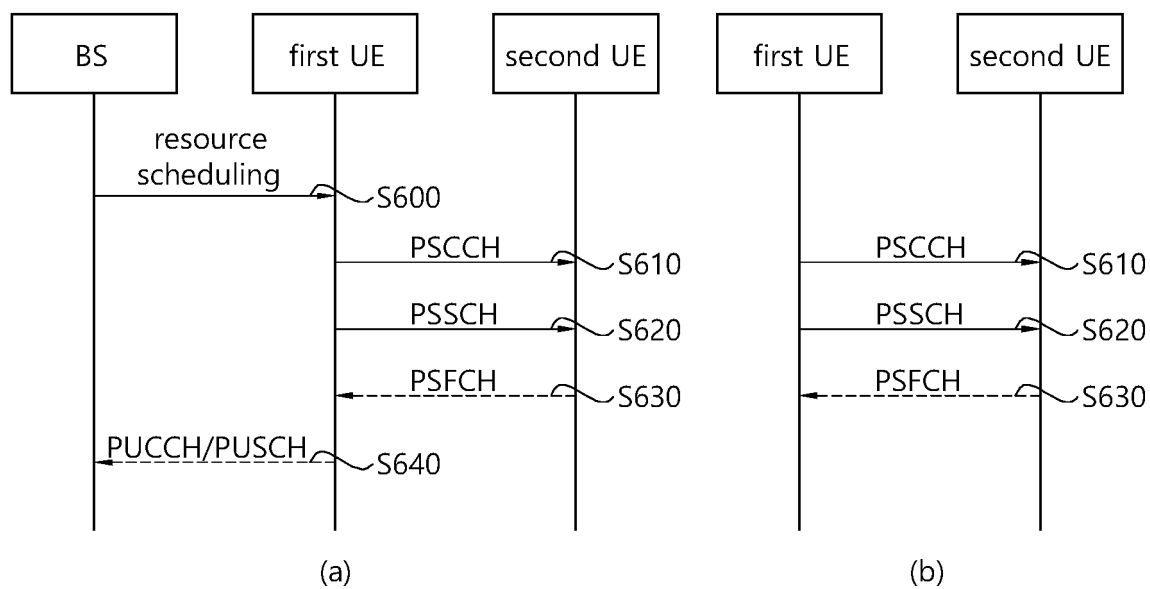 BS
first UE
second UE
first UE
second UE
resource
scheduling
S600
PSCCH
S610
PSCCH
S610
PSSCH
S620
PSSCH
S620
PSFCH
S630
PSFCH
S630
PUCCH/PUSCH
S640
(a)
(b)